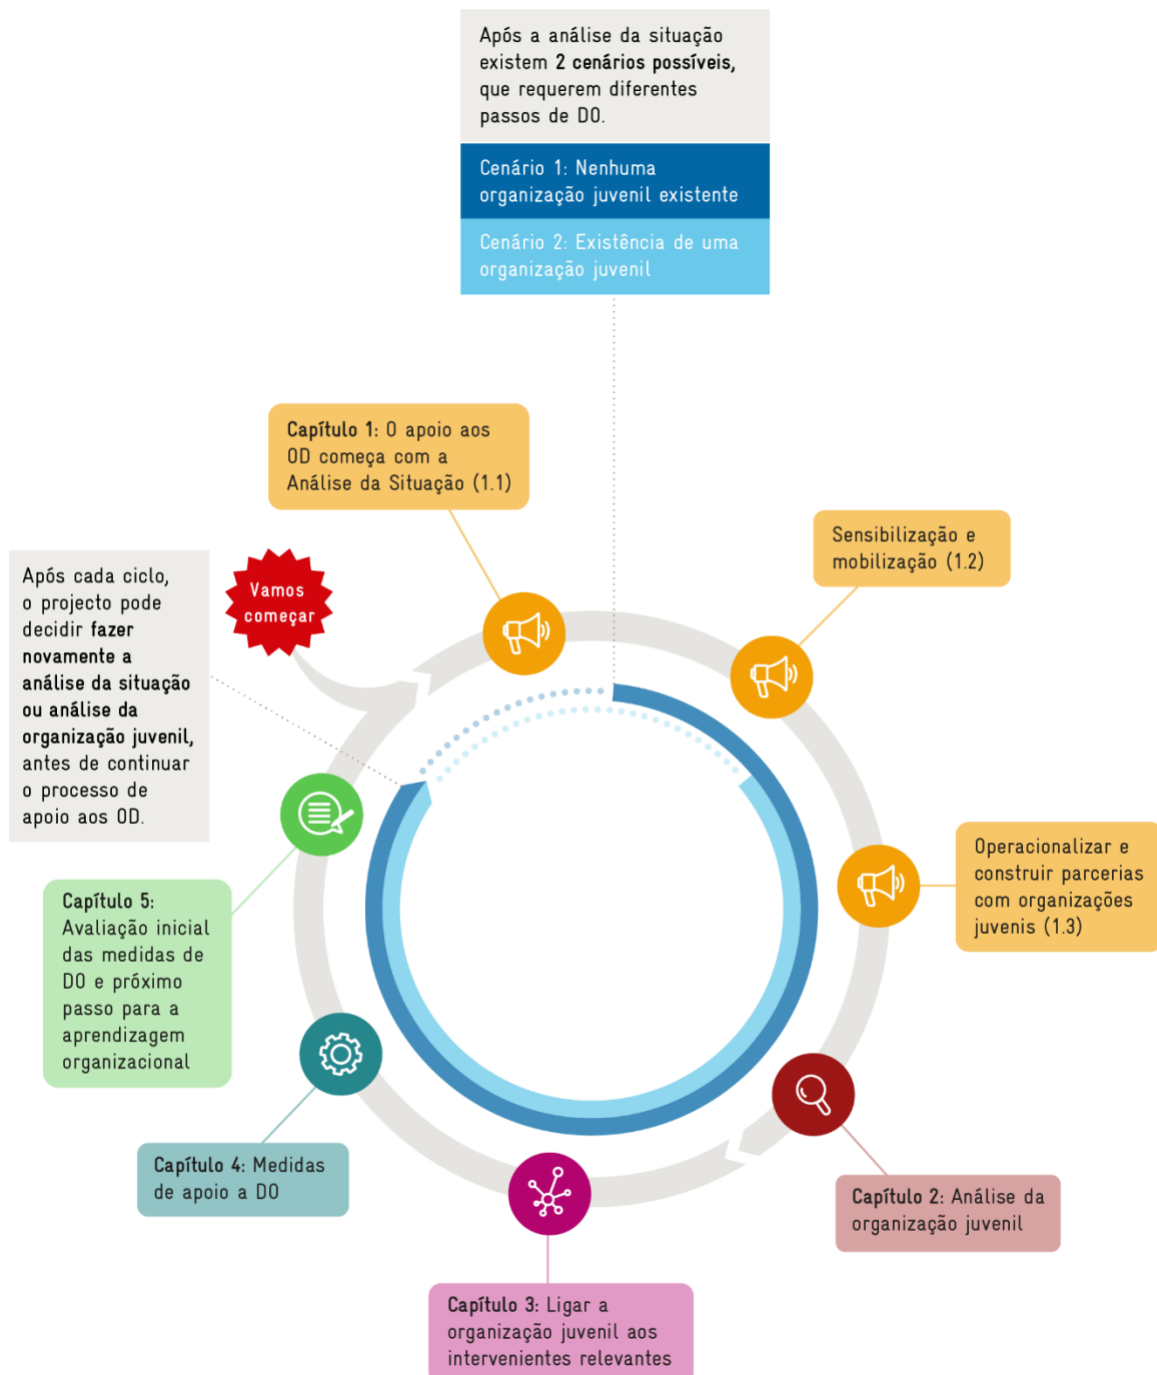 Após a análise da situação
existem 2 cenários possíveis,
que requerem diferentes
passos de DO.
Cenário 1: Nenhuma
organização juvenil existente
Cenário 2: Existência de uma
organização juvenil
Capítulo 1: O apoio aos
OD começa com a
Análise da Situação (1.1)
Sensibilização e
mobilização (1.2)
Após cada ciclo,
o projecto pode
decidir fazer
novamente a
análise da situação
ou análise da
organização juvenil,
antes de continuar
o processo de
apoio aos OD.
Vamos
começar
Operacionalizar e
construir parcerias
com organizações
juvenis (1.3)
Capítulo 5:
Avaliação inicial
das medidas de
DO e próximo
passo para a
aprendizagem
organizacional
Capítulo 4: Medidas
de apoio a DO
Capítulo 2: Análise da
organização juvenil
Capítulo 3: Ligar a
organização juvenil aos
intervenientes relevantes